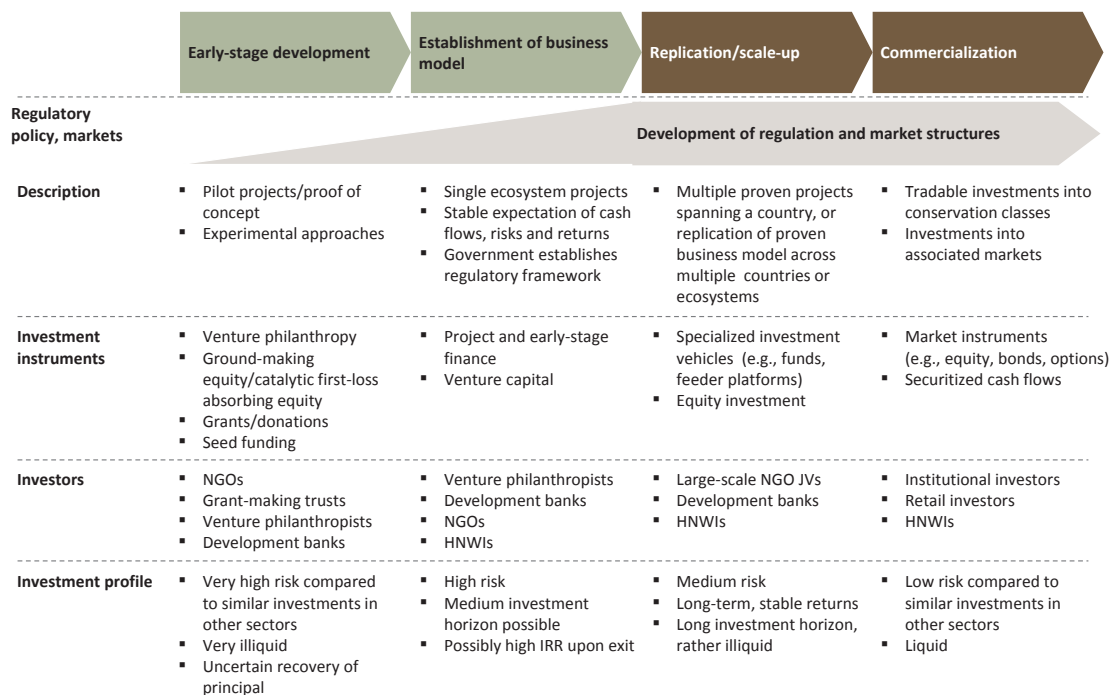 Early-stage development
Establishment of business
model
Replication/scale-up
Commercialization
Regulatory
policy, markets
Development of regulation and market structures
Description
▪ Pilot projects/proof of
concept
▪ Experimental approaches
▪ Single ecosystem projects
▪ Stable expectation of cash
flows, risks and returns
▪ Government establishes
regulatory framework
▪ Multiple proven projects
spanning a country, or
replication of proven
business model across
multiple countries or
ecosystems
▪ Tradable investments into
conservation classes
▪ Investments into
associated markets
Investment
instruments
▪ Venture philanthropy
▪ Ground-making
equity/catalytic first-loss
absorbing equity
▪ Grants/donations
▪ Seed funding
▪ Project and early-stage
finance
▪ Venture capital
▪ Specialized investment
vehicles (e.g., funds,
feeder platforms)
▪ Equity investment
▪ Market instruments
(e.g., equity, bonds, options)
▪ Securitized cash flows
Investors
▪ NGOs
▪ Grant-making trusts
▪ Venture philanthropists
▪ Development banks
▪ Venture philanthropists
▪ Development banks
▪ NGOs
▪ HNWIs
▪ Large-scale NGO JVs
▪ Development banks
▪ HNWIs
▪ Institutional investors
▪ Retail investors
▪ HNWIs
Investment profile
▪ Very high risk compared
to similar investments in
other sectors
▪ Very illiquid
▪ Uncertain recovery of
principal
▪ High risk
▪ Medium investment
horizon possible
▪ Possibly high IRR upon exit
▪ Medium risk
▪ Long-term, stable returns
▪ Long investment horizon,
rather illiquid
▪ Low risk compared to
similar investments in
other sectors
▪ Liquid